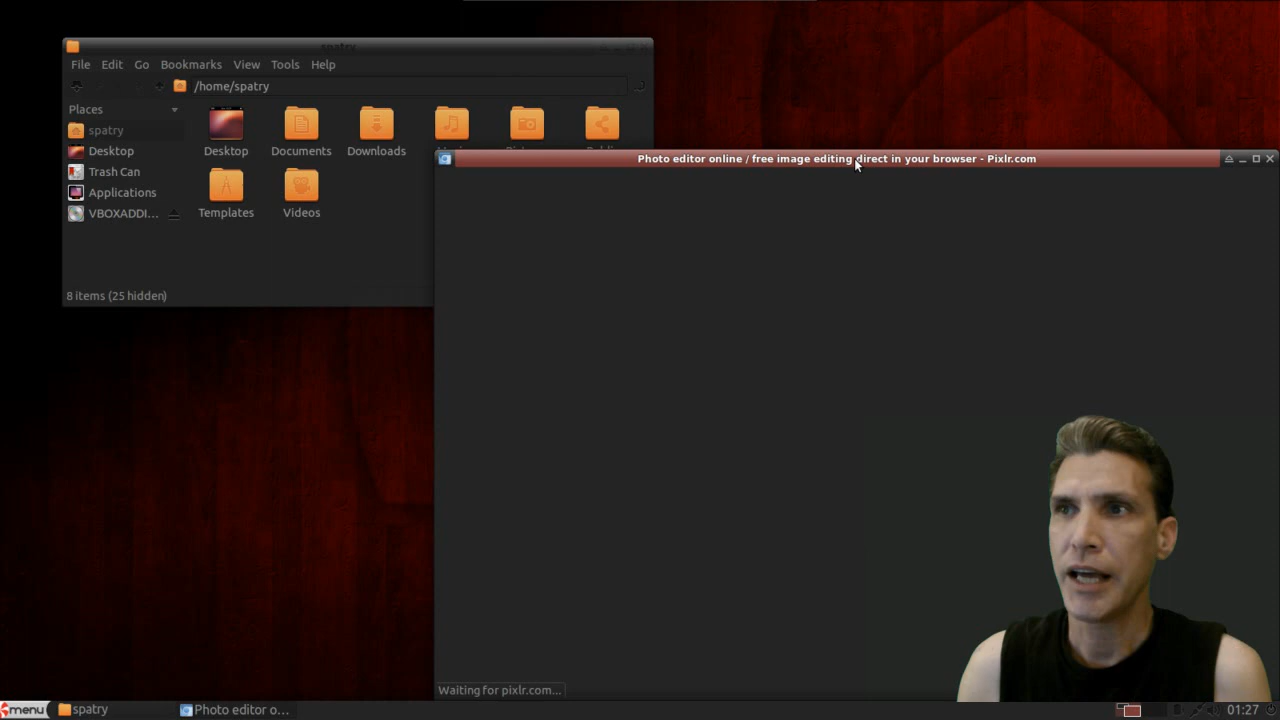 spatry
File Edit Go Bookmarks View Tools Help
/home/spatry
Places
spatry
Desktop
Trash Can
Applications
VBOXADDI...
Desktop
Documents
Downloads
Templates
Videos
8 items (25 hidden)
Photo editor online / free image editing direct in your browser - Pixlr.com
Waiting for pixlr.com...
menu
spatry
Photo editor o...
01:27